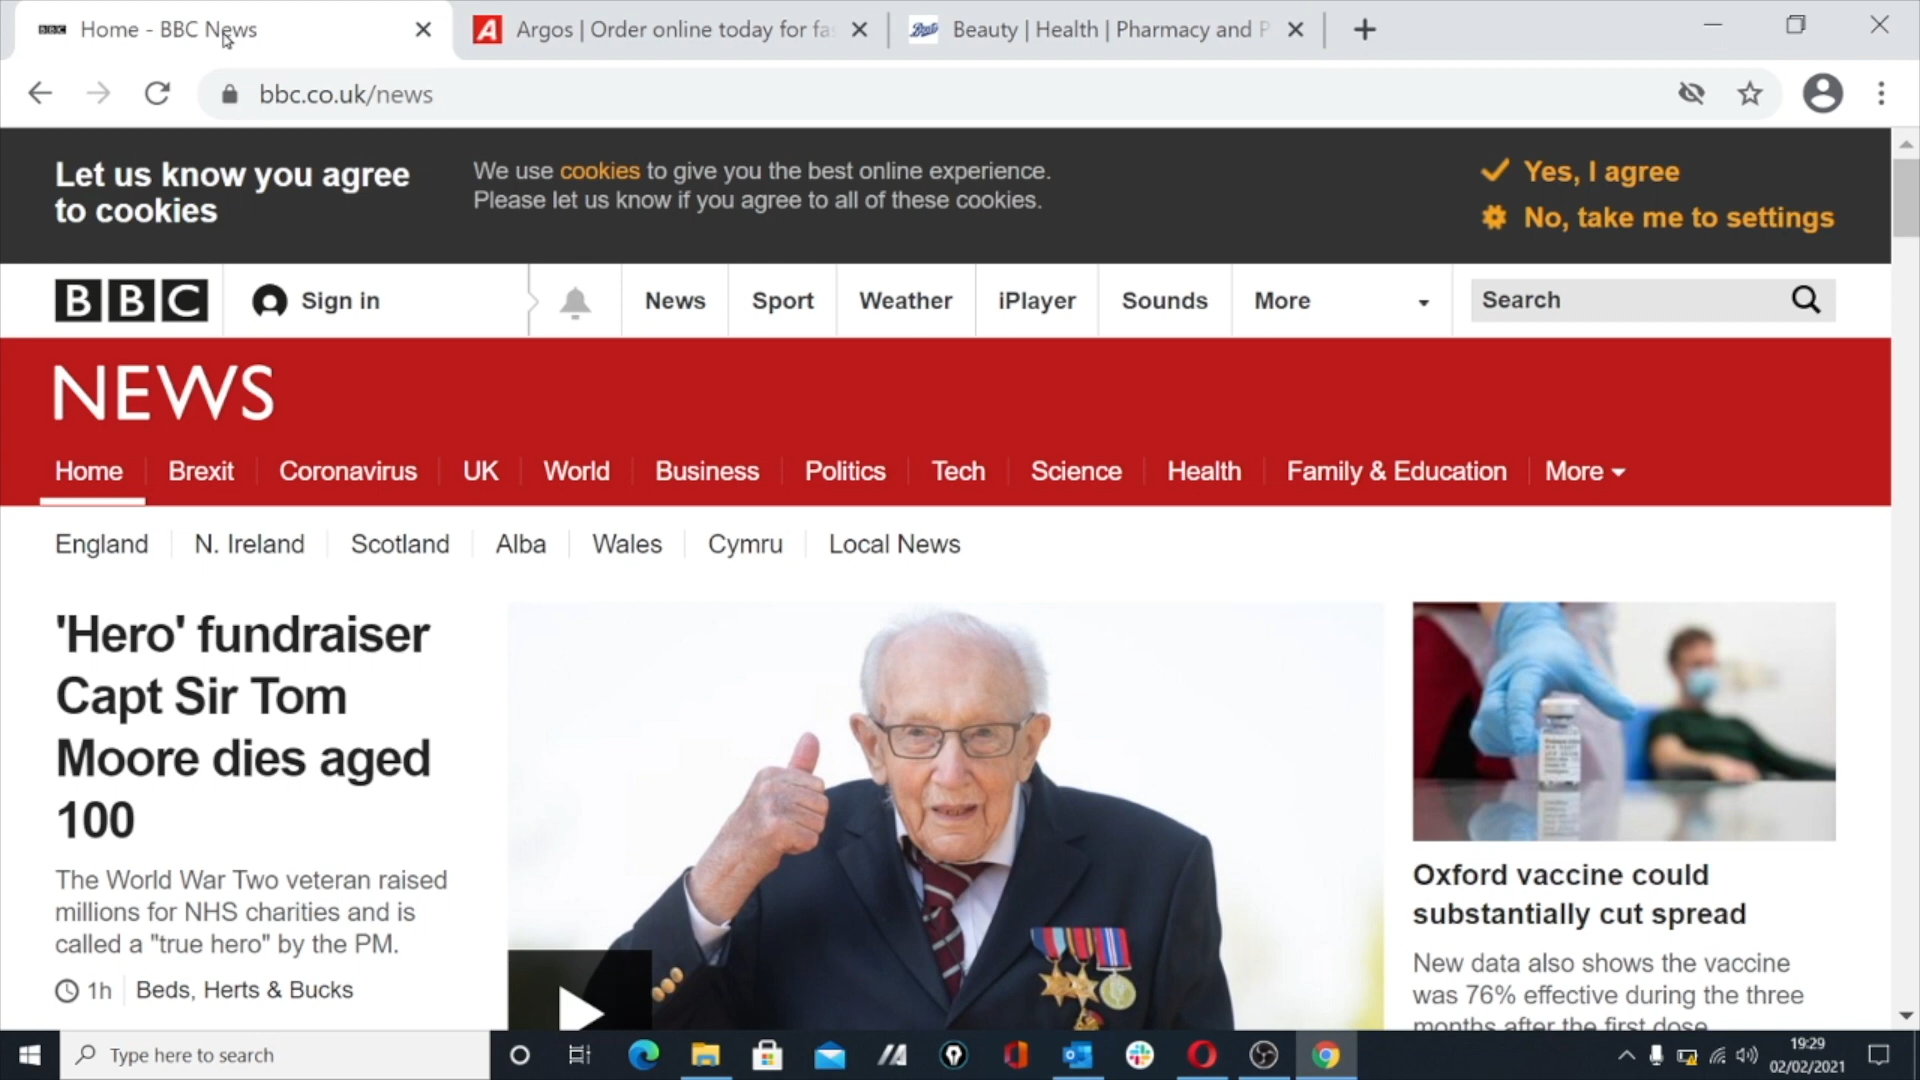 BBC Home - BBC News
Argos | Order online today for fa
Boots Beauty | Health | Pharmacy and P
bbc.co.uk/news
Let us know you agree
to cookies
We use cookies to give you the best online experience.
Please let us know if you agree to all of these cookies.
Yes, I agree
No, take me to settings
BBC
Sign in
News
Sport
Weather
iPlayer
Sounds
More
Search
NEWS
Home
Brexit
Coronavirus
UK
World
Business
Politics
Tech
Science
Health
Family & Education
More
England
N. Ireland
Scotland
Alba
Wales
Cymru
Local News
'Hero' fundraiser
Capt Sir Tom
Moore dies aged
100
The World War Two veteran raised
millions for NHS charities and is
called a "true hero" by the PM.
1h
Beds, Herts & Bucks
Oxford vaccine could
substantially cut spread
New data also shows the vaccine
was 76% effective during the three
months after the first dose
Type here to search
19:29
02/02/2021